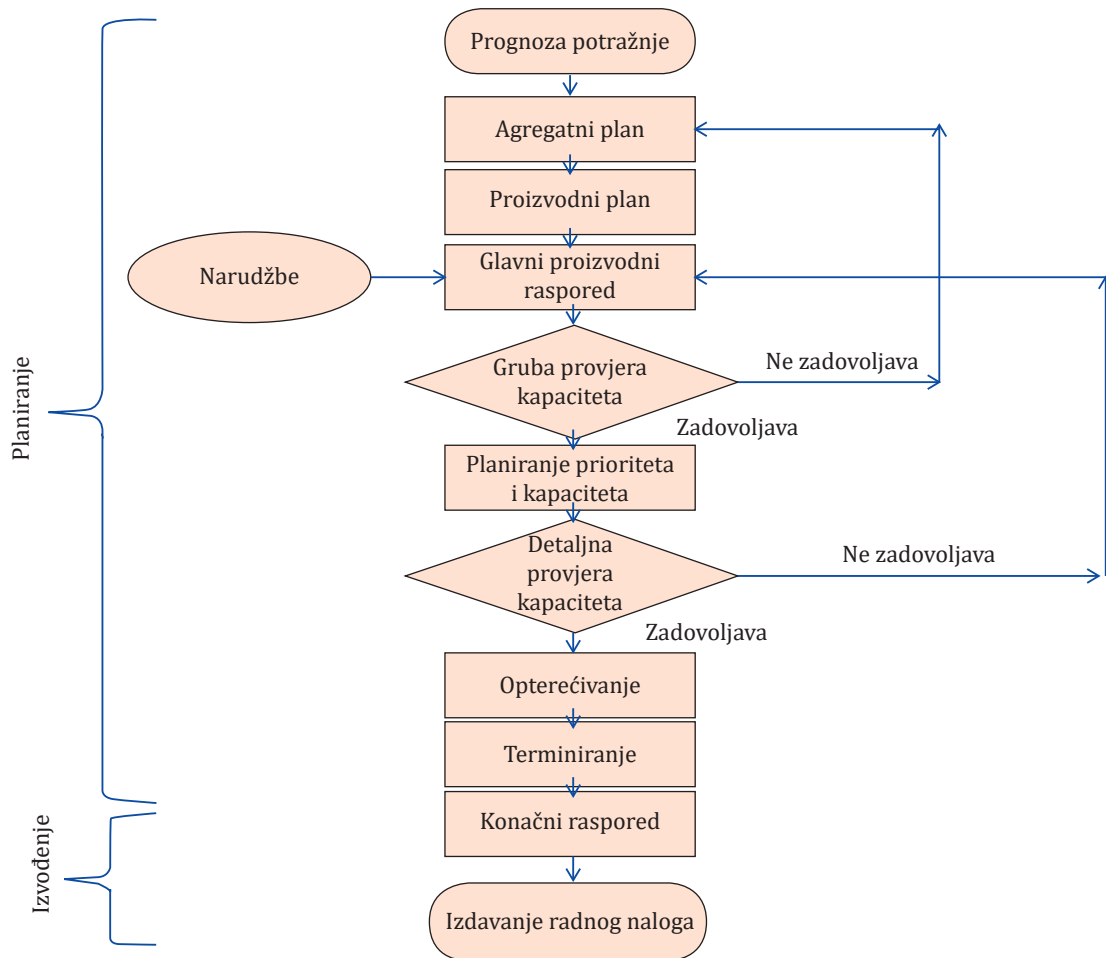 Prognoza potražnje
Agregatni plan
Proizvodni plan
Narudžbe
Glavni proizvodni
raspored
Gruba provjera
kapaciteta
Ne zadovoljava
Zadovoljava
Planiranje
Planiranje prioriteta
i kapaciteta
Detaljna
provjera
kapaciteta
Ne zadovoljava
Zadovoljava
Opterećivanje
Terminiranje
Konačni raspored
Izvođenje
Izdavanje radnog naloga